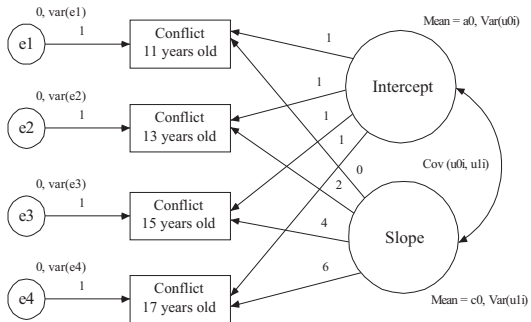 0, var(e1)
1
e1
Conflict
11 years old
0, var(e2)
1
e2
Conflict
13 years old
0, var(e3)
1
e3
Conflict
15 years old
0, var(e4)
1
e4
Conflict
17 years old
1
1
1
1
0
2
4
6
Mean = a0, Var(u0i)
Intercept
Cov (u0i, u1i)
Slope
Mean = c0, Var(u1i)